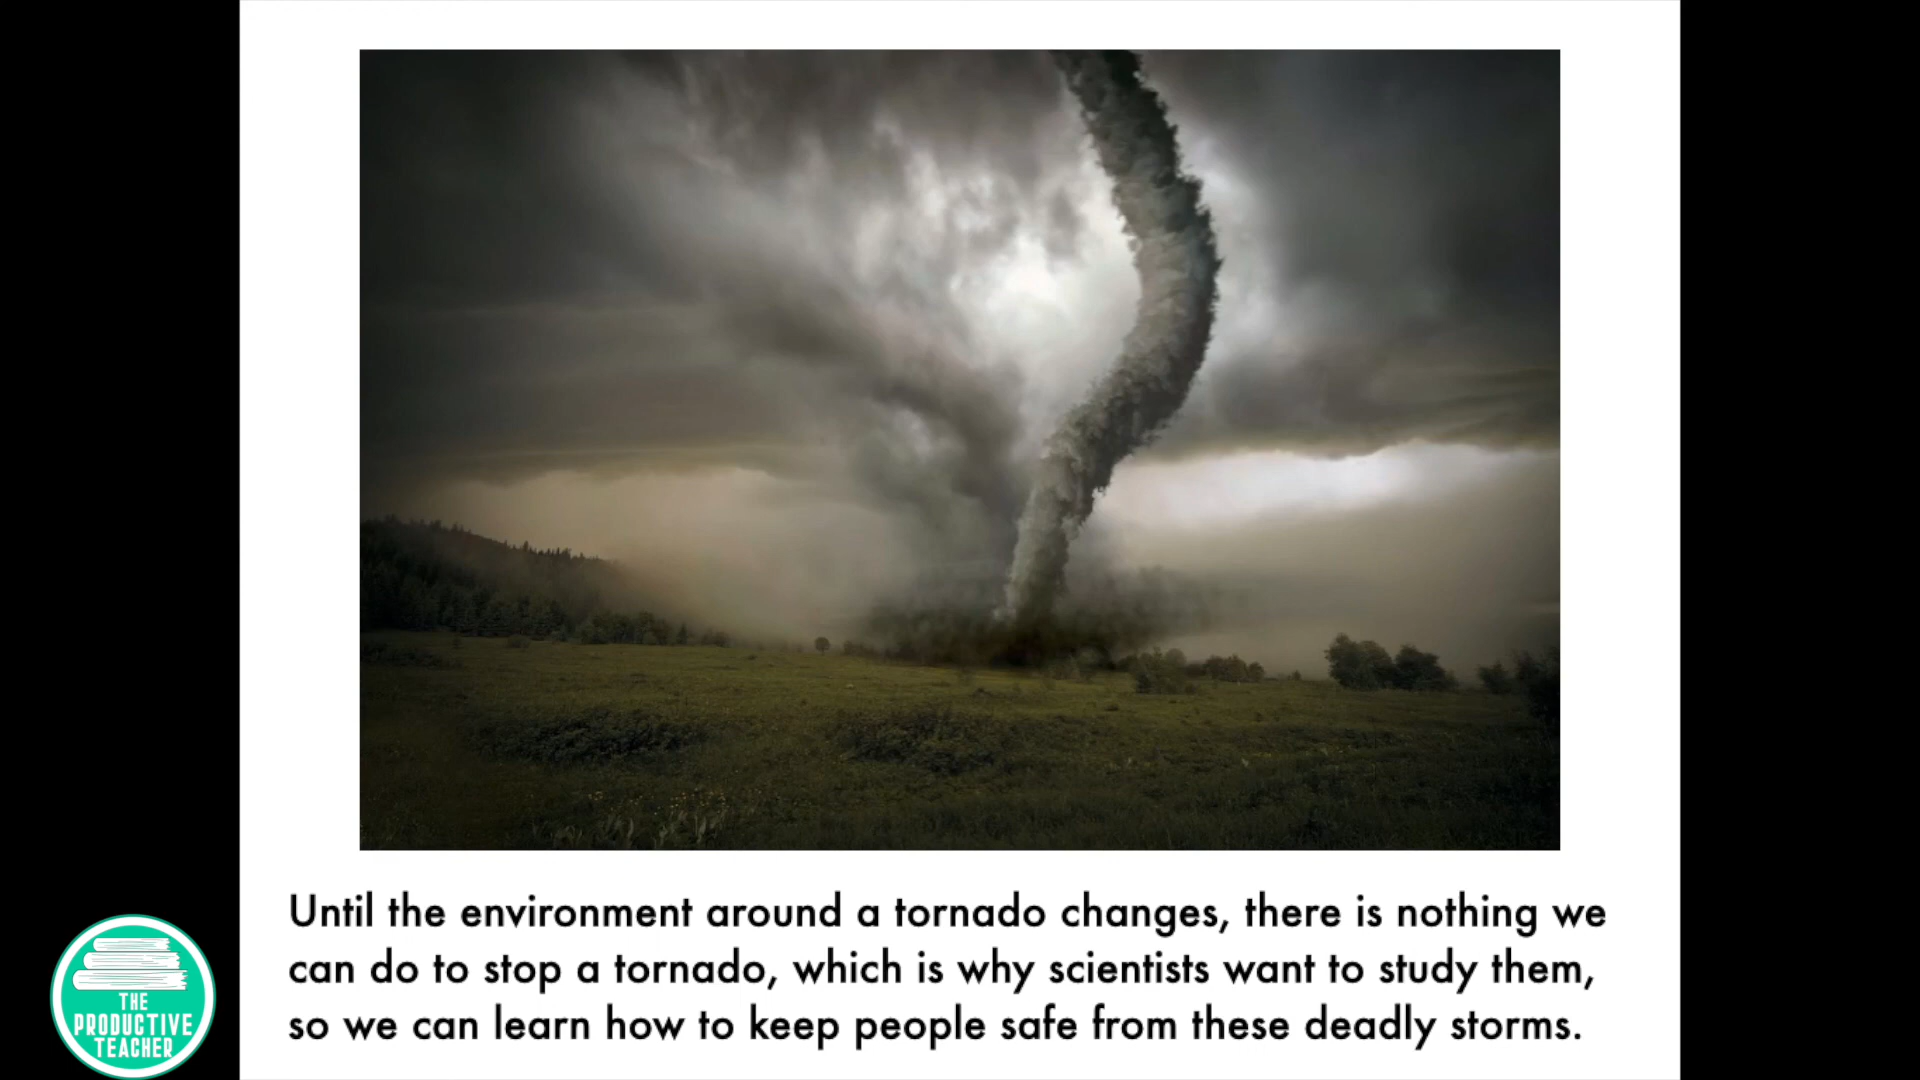 Until the environment around a tornado changes, there is nothing we
can do to stop a tornado, which is why scientists want to study them,
so we can learn how to keep people safe from these deadly storms.
THE
PRODUCTIVE
TEACHER